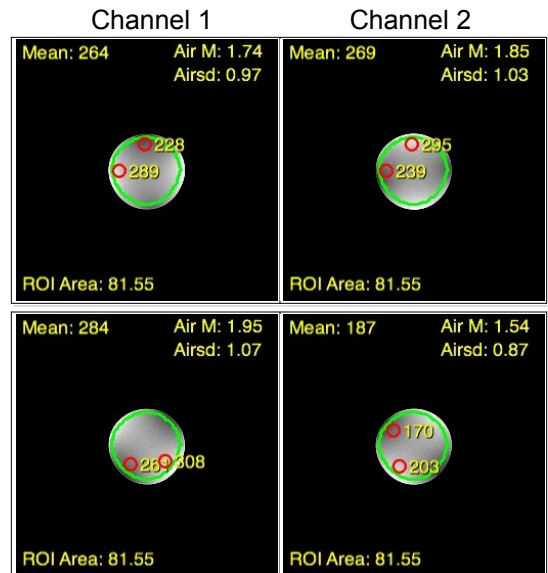 Channel 1 Channel 2
Mean: 264 Air M: 1.74
Airsd: 0.97
228
289
ROI Area: 81.55
Mean: 269 Air M: 1.85
Airsd: 1.03
295
239
ROI Area: 81.55
Mean: 284 Air M: 1.95
Airsd: 1.07
261 308
ROI Area: 81.55
Mean: 187 Air M: 1.54
Airsd: 0.87
170
203
ROI Area: 81.55